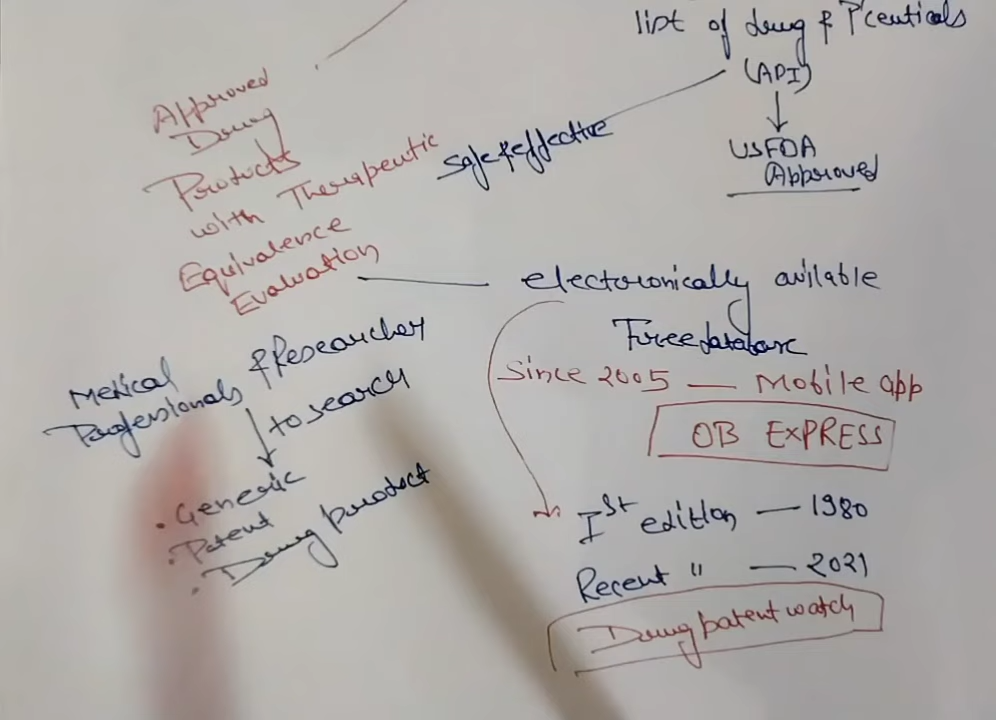 list of drug & P'ceuticals
(API)
USFDA
Approved
Safe & effective
Approved
Drug
Products
with Therapeutic
Equivalence
Evaluation
electronically avilable
Free database
Since 2005 — Mobile app
OB EXPRESS
Ist edition — 1980
Recent " — 2021
Drug patent watch
Medical
Professionals & Researcher
to search
. Generic
. Patent
. Drug product